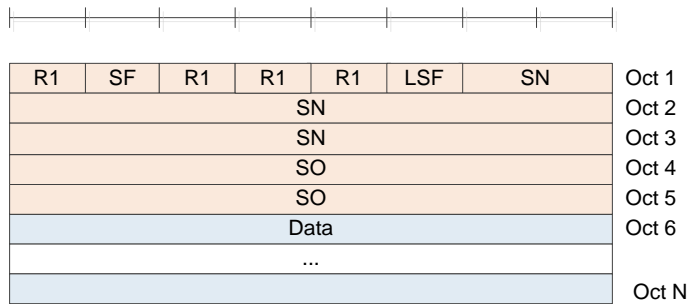 R1 SF R1 R1 R1 LSF SN Oct 1
SN Oct 2
SN Oct 3
SO Oct 4
SO Oct 5
Data Oct 6
...
Oct N